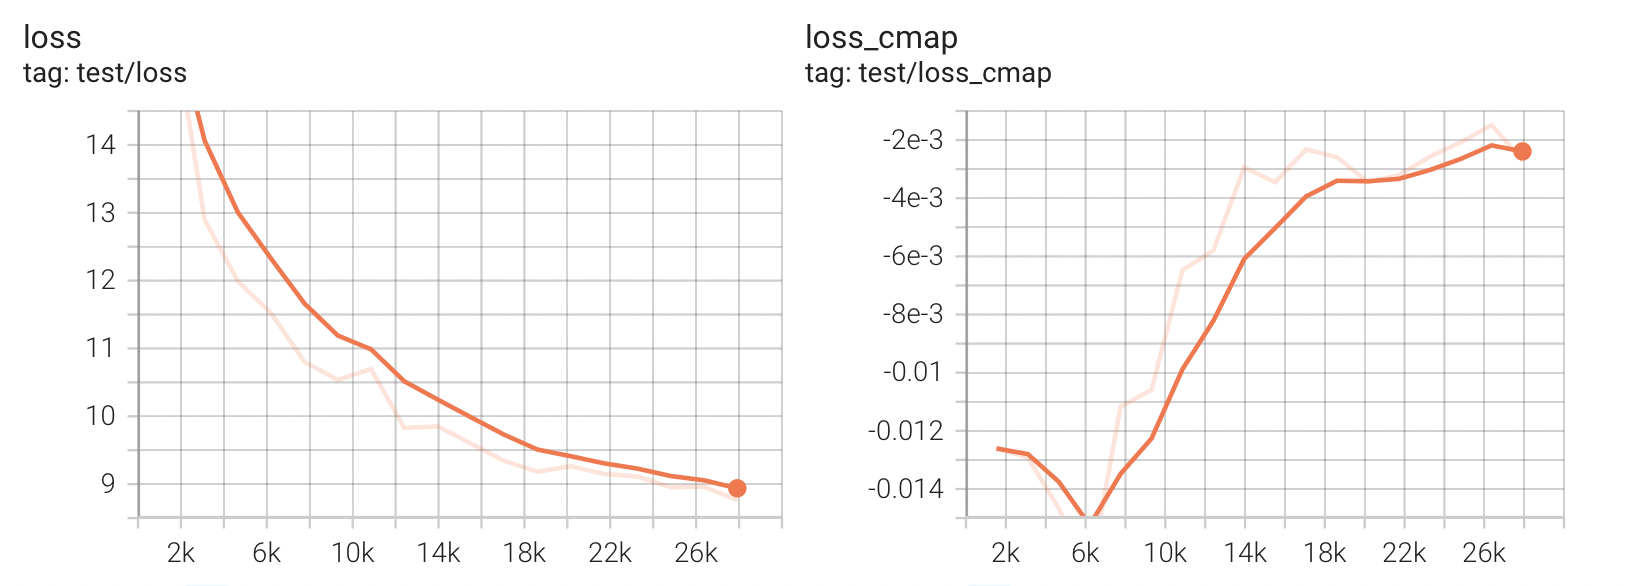 loss
tag: test/loss
14
13
12
11
10
9
2k 6k 10k 14k 18k 22k 26k
loss_cmap
tag: test/loss_cmap
-2e-3
-4e-3
-6e-3
-8e-3
-0.01
-0.012
-0.014
2k 6k 10k 14k 18k 22k 26k